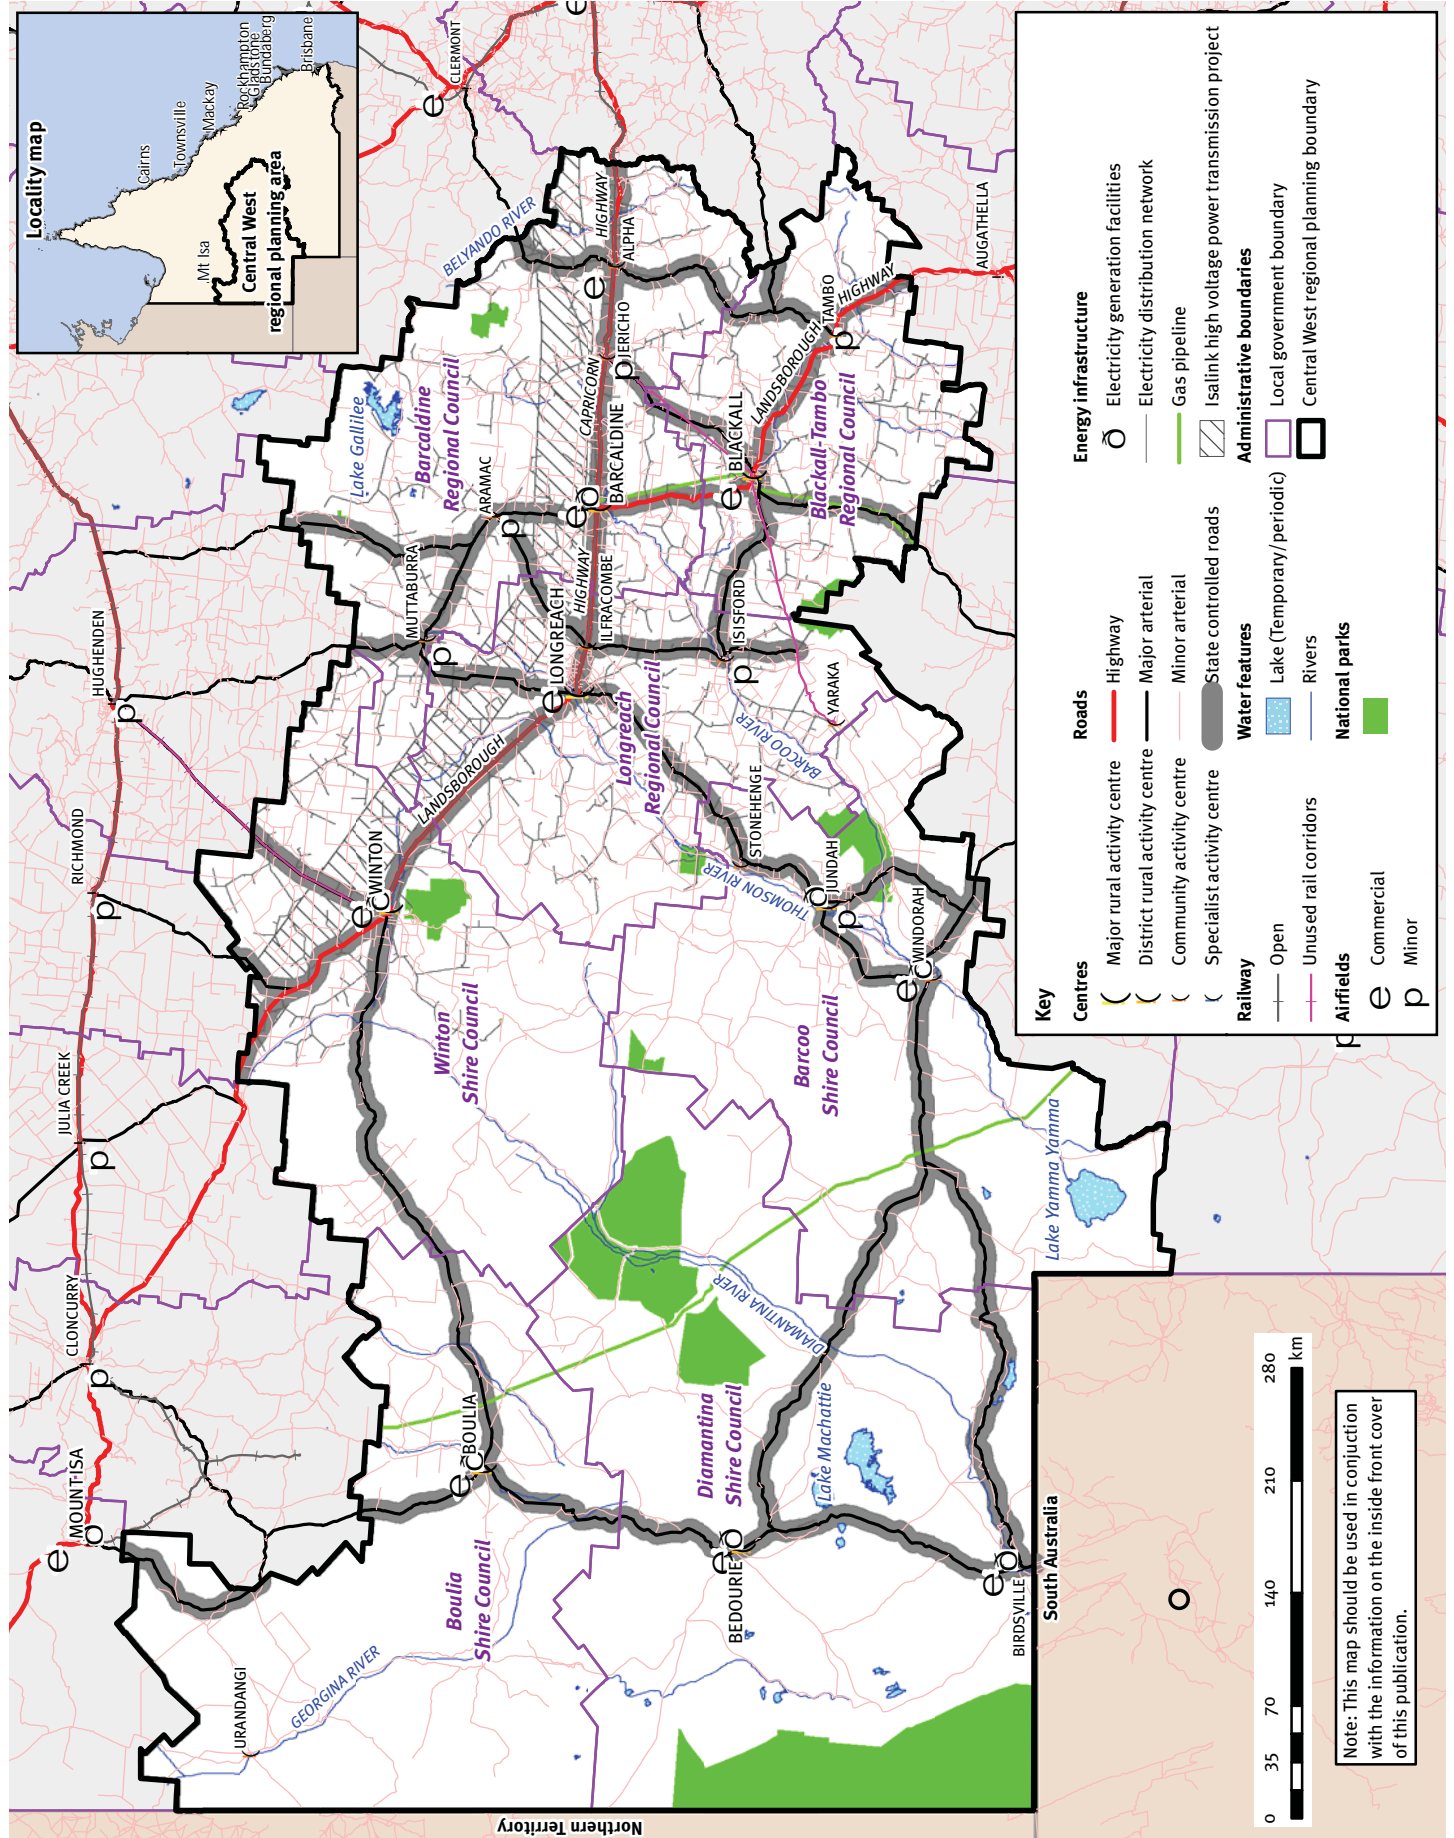 Locality map
Cairns
Townsville
Mackay
Rockhampton
Gladstone
Bundaberg
Brisbane
Mt Isa
Central West
regional planning area
MOUNT ISA
CLONCURRY
JULIA CREEK
RICHMOND
HUGHENDEN
CLERMONT
URANDANGI
GEORGINA RIVER
Boulia
Shire Council
BOULIA
Winton
Shire Council
WINTON
LANDSBOROUGH
MUTTABURRA
ARAMAC
Lake Gallilee
Barcaldine
Regional Council
BELYANDO RIVER
LONGREACH
HIGHWAY
ILFRACOMBE
BARCALDINE
CAPRICORN
JERICHO
HIGHWAY
ALPHA
Longreach
Regional Council
ISISFORD
BLACKALL
LANDSBOROUGH
TAMBO
HIGHWAY
Blackall-Tambo
Regional Council
AUGATHELLA
BARCOO RIVER
YARAKA
STONEHENGE
THOMSON RIVER
JUNDAH
WINDORAH
Barcoo
Shire Council
DIAMANTINA RIVER
Diamantina
Shire Council
Lake Machattie
BEDOURIE
BIRDSVILLE
Lake Yamma Yamma
South Australia
Northern Territory
Key
Centres
Major rural activity centre
District rural activity centre
Community activity centre
Specialist activity centre
Railway
Open
Unused rail corridors
Airfields
e Commercial
p Minor
Roads
Highway
Major arterial
Minor arterial
State controlled roads
Water features
Lake (Temporary/periodic)
Rivers
National parks
Energy infrastructure
Electricity generation facilities
Electricity distribution network
Gas pipeline
Isalink high voltage power transmission project
Administrative boundaries
Local government boundary
Central West regional planning boundary
0 35 70 140 210 280
km
Note: This map should be used in conjuction
with the information on the inside front cover
of this publication.